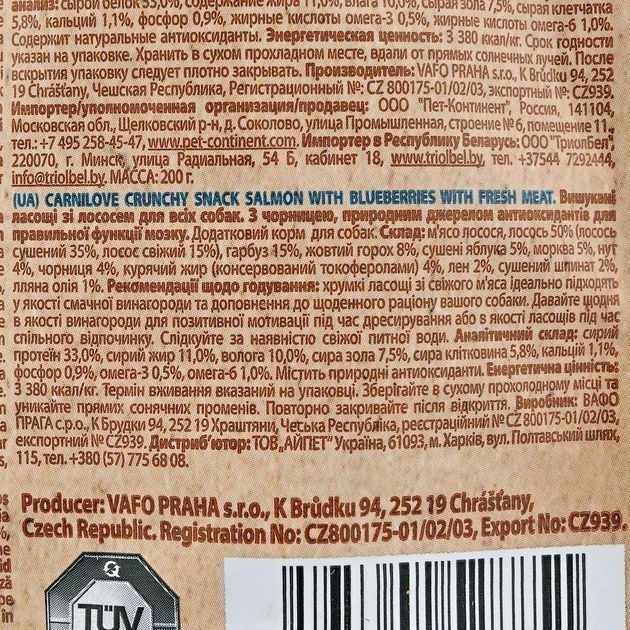 анализ: сырой белок 33,0%, содержание жира 11,0%, влага 10,0%, сырая зола 7,5%, сырая клетчатка
5,8%, кальций 1,1%, фосфор 0,9%, жирные кислоты омега-3 0,5%, жирные кислоты омега-6 1,0%.
Содержит натуральные антиоксиданты. Энергетическая ценность: 3 380 ккал/кг. Срок годности
указан на упаковке. Хранить в сухом прохладном месте, вдали от прямых солнечных лучей. После
вскрытия упаковку следует плотно закрывать. Производитель: VAFO PRAHA s.r.o., K Brůdku 94, 252
19 Chrášťany, Чешская Республика, Регистрационный №: CZ 800175-01/02/03, экспортный №: CZ939.
Импортер/уполномоченная организация/продавец: ООО "Пет-Континент", Россия, 141104,
Московская обл., Щелковский р-н, д. Соколово, улица Промышленная, строение № 6, помещение 11,
тел.: +7 495 258-45-47, www.pet-continent.com. Импортер в Республику Беларусь: ООО"ТриолБел",
220070, г. Минск, улица Радиальная, 54 Б, кабинет 18, www.triolbel.by, тел. +37544 7292444,
info@triolbel.by. МАССА: 200 г.
(UA) CARNILOVE CRUNCHY SNACK SALMON WITH BLUEBERRIES WITH FRESH MEAT. Вишукані
ласощі зі лососем для всіх собак. З чорницею, природним джерелом антиоксидантів для
правильної функції мозку. Додатковий корм для собак. Склад: м'ясо лосося, лосось 50% (лосось
сушений 35%, лосос свіжий 15%), гарбуз 15%, жовтий горох 8%, сушені яблука 5%, морква 5%, нут
4%, чорниця 4%, курячий жир (консервований токоферолами) 4%, лен 2%, сушений шпинат 2%,
лляна олія 1%. Рекомендації щодо годування: хрумкі ласощі зі свіжого м'яса ідеально підходять
у якості смачної винагороди та доповнення до щоденного раціону вашого собаки. Давайте щодня
в якості винагороди для позитивної мотивації під час дресирування або в якості ласощів під час
спільного відпочинку. Слідкуйте за наявністю свіжої питної води. Аналітичний склад: сирий
протеїн 33,0%, сирий жир 11,0%, волога 10,0%, сира зола 7,5%, сира клітковина 5,8%, кальцій 1,1%,
фосфор 0,9%, омега-3 0,5%, омега-6 1,0%. Містить природні антиоксиданти. Енергетична цінність:
3 380 ккал/кг. Термін вживання вказаний на упаковці. Зберігайте в сухому прохолодному місці та
уникайте прямих сонячних променів. Повторно закривайте після відкриття. Виробник: ВАФО
ПРАГА с.р.о., К Брудки 94, 252 19 Храштяни, Чеська Республіка, реєстраційний № CZ 800175-01/02/03,
експортний № CZ939. Дистриб'ютор: ТОВ„АЙПЕТ" Україна, 61093, м. Харків, вул. Полтавський шлях,
115, тел. +380 (57) 775 68 08.
Producer: VAFO PRAHA s.r.o., K Brůdku 94, 252 19 Chrášťany,
Czech Republic. Registration No: CZ800175-01/02/03, Export No: CZ939.
TÜV